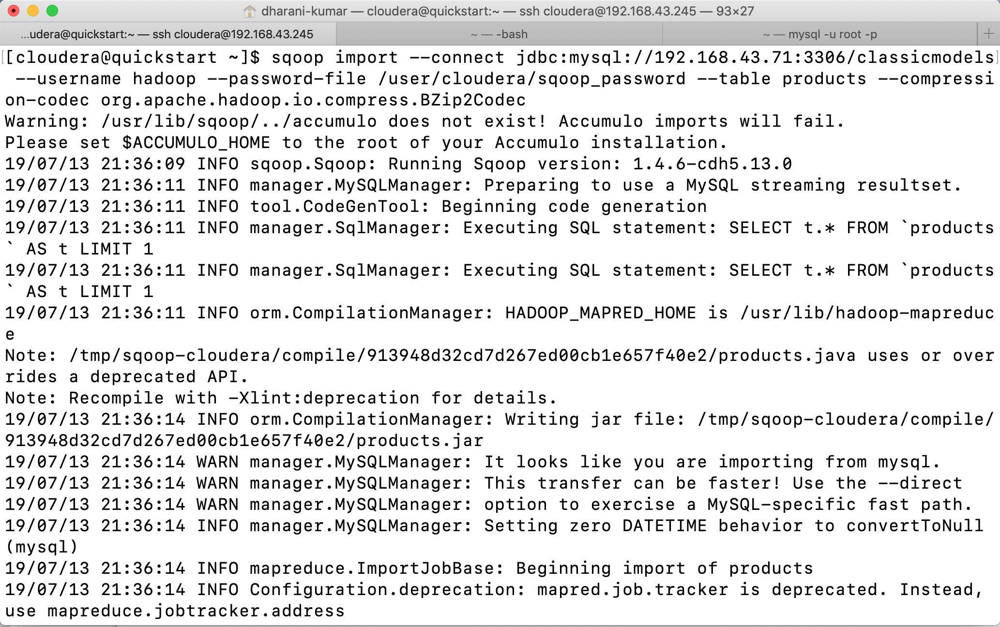 dharani-kumar — cloudera@quickstart:~ — ssh cloudera@192.168.43.245 — 93×27
...udera@quickstart:~ — ssh cloudera@192.168.43.245
~ — -bash
~ — mysql -u root -p
[[cloudera@quickstart ~]$ sqoop import --connect jdbc:mysql://192.168.43.71:3306/classicmodels]
 --username hadoop --password-file /user/cloudera/sqoop_password --table products --compressi
on-codec org.apache.hadoop.io.compress.BZip2Codec
Warning: /usr/lib/sqoop/../accumulo does not exist! Accumulo imports will fail.
Please set $ACCUMULO_HOME to the root of your Accumulo installation.
19/07/13 21:36:09 INFO sqoop.Sqoop: Running Sqoop version: 1.4.6-cdh5.13.0
19/07/13 21:36:11 INFO manager.MySQLManager: Preparing to use a MySQL streaming resultset.
19/07/13 21:36:11 INFO tool.CodeGenTool: Beginning code generation
19/07/13 21:36:11 INFO manager.SqlManager: Executing SQL statement: SELECT t.* FROM `products
` AS t LIMIT 1
19/07/13 21:36:11 INFO manager.SqlManager: Executing SQL statement: SELECT t.* FROM `products
` AS t LIMIT 1
19/07/13 21:36:11 INFO orm.CompilationManager: HADOOP_MAPRED_HOME is /usr/lib/hadoop-mapreduc
e
Note: /tmp/sqoop-cloudera/compile/913948d32cd7d267ed00cb1e657f40e2/products.java uses or over
rides a deprecated API.
Note: Recompile with -Xlint:deprecation for details.
19/07/13 21:36:14 INFO orm.CompilationManager: Writing jar file: /tmp/sqoop-cloudera/compile/
913948d32cd7d267ed00cb1e657f40e2/products.jar
19/07/13 21:36:14 WARN manager.MySQLManager: It looks like you are importing from mysql.
19/07/13 21:36:14 WARN manager.MySQLManager: This transfer can be faster! Use the --direct
19/07/13 21:36:14 WARN manager.MySQLManager: option to exercise a MySQL-specific fast path.
19/07/13 21:36:14 INFO manager.MySQLManager: Setting zero DATETIME behavior to convertToNull
(mysql)
19/07/13 21:36:14 INFO mapreduce.ImportJobBase: Beginning import of products
19/07/13 21:36:14 INFO Configuration.deprecation: mapred.job.tracker is deprecated. Instead,
use mapreduce.jobtracker.address